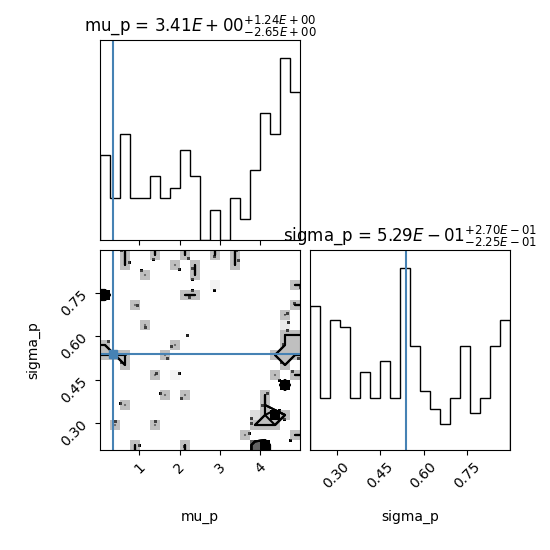 mu_p = 3.41E + 00+1.24E+00−2.65E+00
sigma_p = 5.29E − 01+2.70E−01−2.25E−01
sigma_p
0.75
0.60
0.45
0.30
1 2 3 4
0.30 0.45 0.60 0.75
mu_p
sigma_p